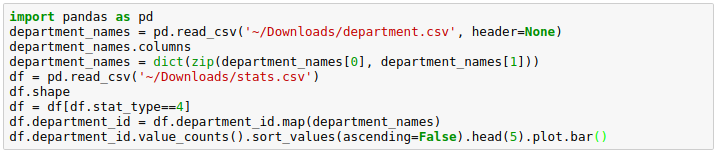 import pandas as pd
department_names = pd.read_csv('~/Downloads/department.csv', header=None)
department_names.columns
department_names = dict(zip(department_names[0], department_names[1]))
df = pd.read_csv('~/Downloads/stats.csv')
df.shape
df = df[df.stat_type==4]
df.department_id = df.department_id.map(department_names)
df.department_id.value_counts().sort_values(ascending=False).head(5).plot.bar()